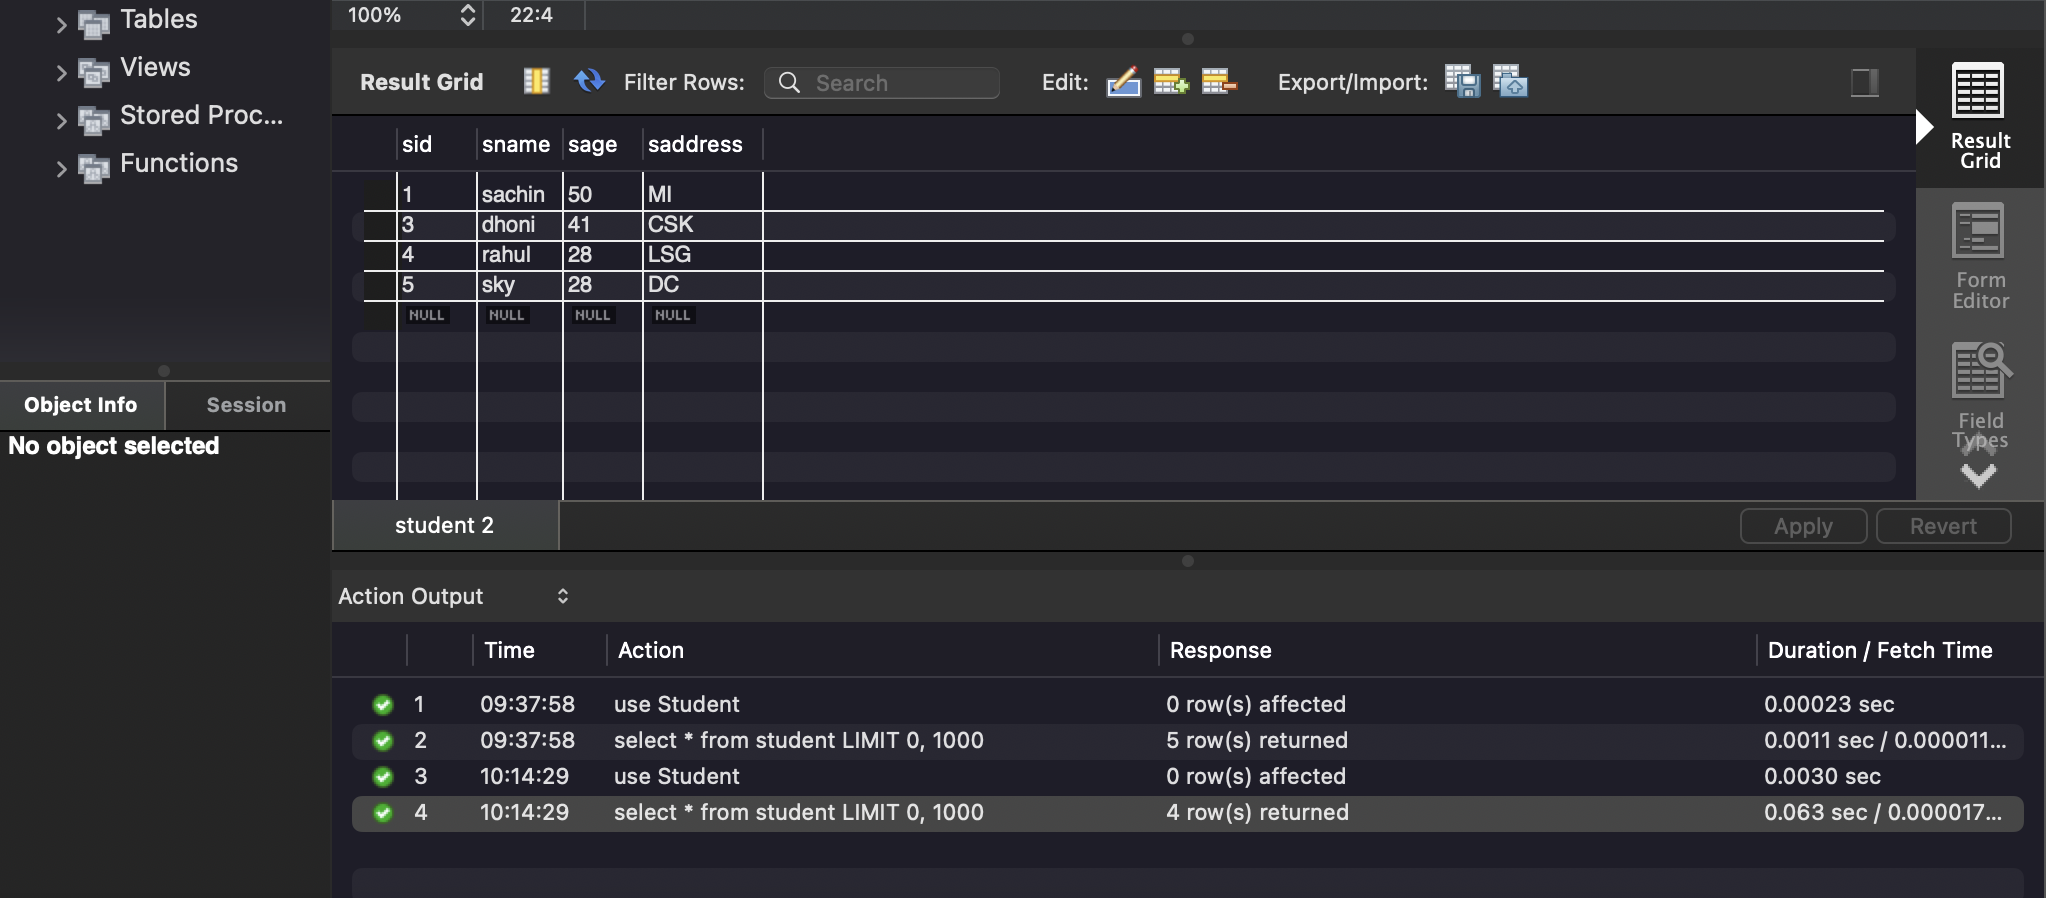 Tables
Views
Stored Proc...
Functions
Object Info Session
No object selected
100% 22:4
Result Grid Filter Rows: Search Edit: Export/Import:
sid sname sage saddress
1 sachin 50 MI
3 dhoni 41 CSK
4 rahul 28 LSG
5 sky 28 DC
NULL NULL NULL NULL
Result
Grid
Form
Editor
Field
Types
student 2 Apply Revert
Action Output
Time Action Response Duration / Fetch Time
1 09:37:58 use Student 0 row(s) affected 0.00023 sec
2 09:37:58 select * from student LIMIT 0, 1000 5 row(s) returned 0.0011 sec / 0.000011...
3 10:14:29 use Student 0 row(s) affected 0.0030 sec
4 10:14:29 select * from student LIMIT 0, 1000 4 row(s) returned 0.063 sec / 0.000017...